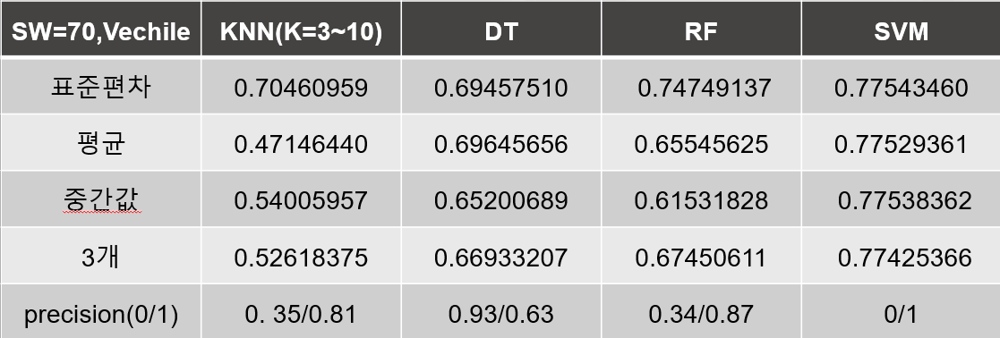 SW=70,Vechile KNN(K=3~10) DT RF SVM
표준편차 0.70460959 0.69457510 0.74749137 0.77543460
평균 0.47146440 0.69645656 0.65545625 0.77529361
중간값 0.54005957 0.65200689 0.61531828 0.77538362
3개 0.52618375 0.66933207 0.67450611 0.77425366
precision(0/1) 0. 35/0.81 0.93/0.63 0.34/0.87 0/1